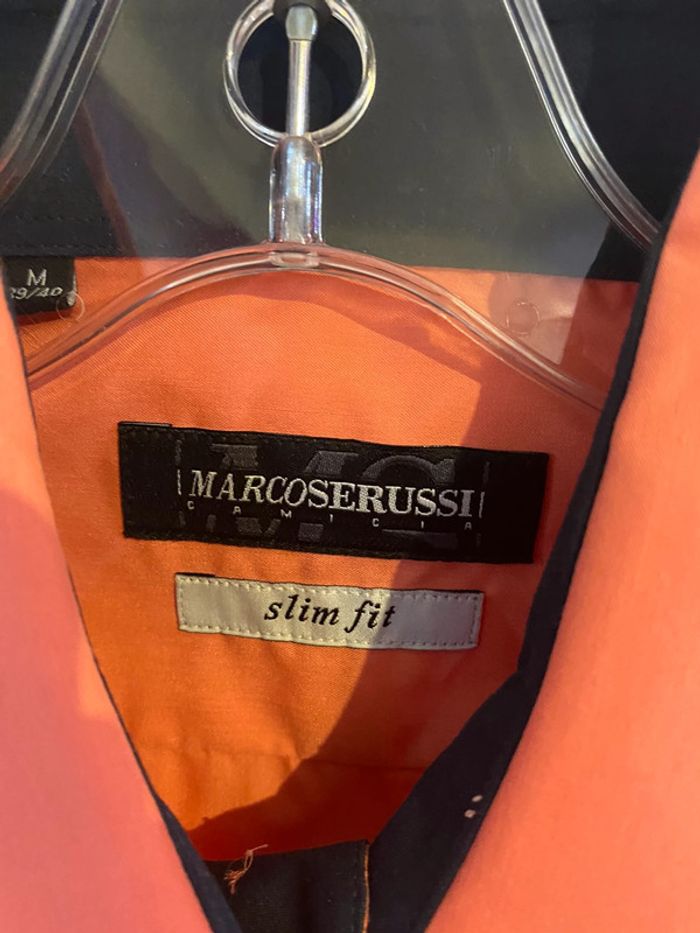 M
39/40
MARCOSERUSSI
CAMICIA
slim fit